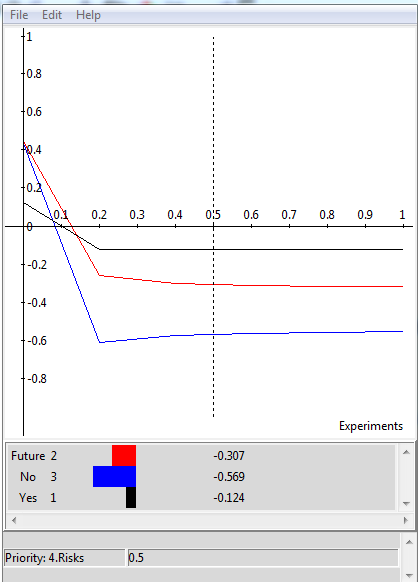 File Edit Help
1
0.8
0.6
0.4
0.2
0.1 0.2 0.3 0.4 0.5 0.6 0.7 0.8 0.9 1
0
-0.2
-0.4
-0.6
-0.8
Experiments
Future 2 -0.307
No 3 -0.569
Yes 1 -0.124
Priority: 4.Risks 0.5